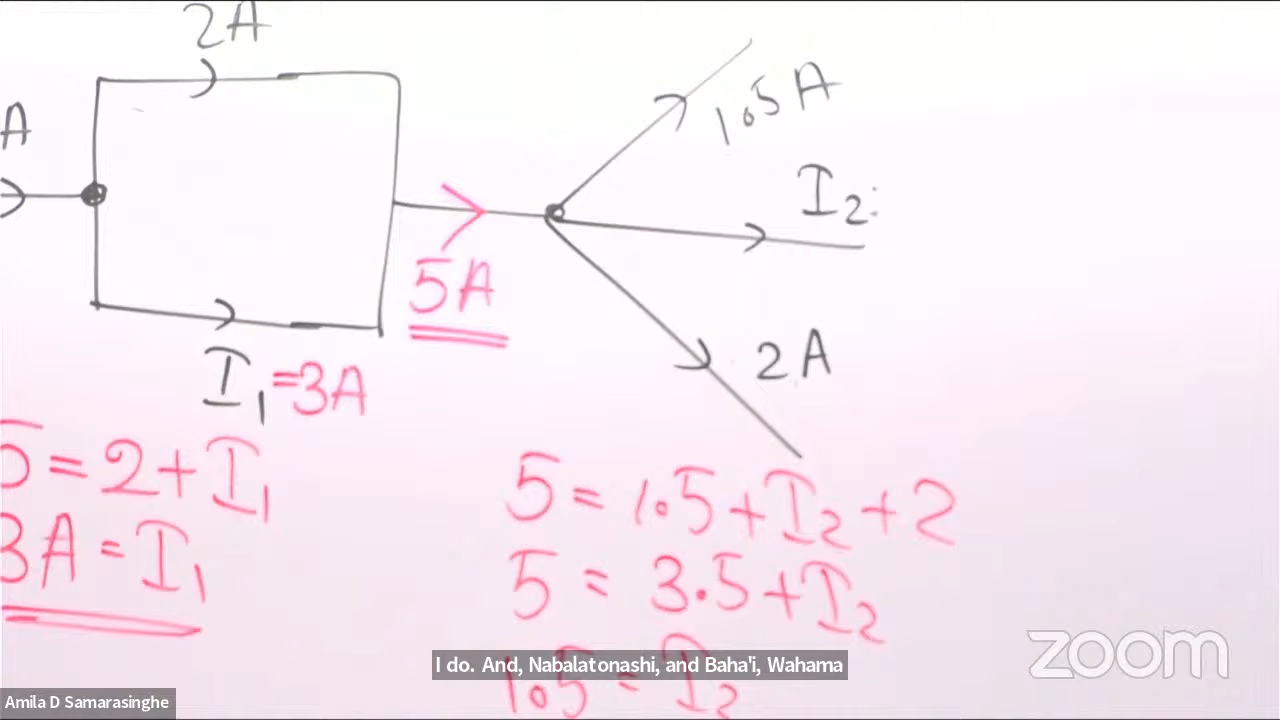 2A
A
1.5A
I₂:
5A
2A
I₁ = 3A
5 = 2 + I₁
3A = I₁
5 = 1.5 + I₂ + 2
5 = 3.5 + I₂
1.5 = I₂
I do. And, Nabalatonashi, and Baha'i, Wahama
zoom
Amila D Samarasinghe